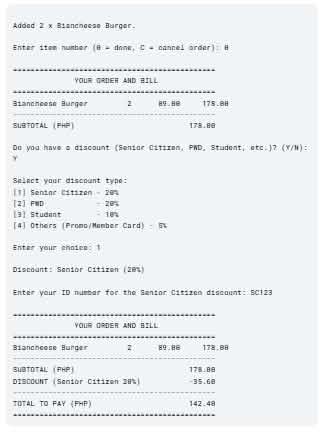 Added 2 x Biancheese Burger.
Enter item number (0 = done, C = cancel order): 0
==============================================
YOUR ORDER AND BILL
==============================================
Biancheese Burger 2 89.00 178.00
----------------------------------------------
SUBTOTAL (PHP) 178.00
Do you have a discount (Senior Citizen, PWD, Student, etc.)? (Y/N):
Y
Select your discount type:
[1] Senior Citizen - 20%
[2] PWD - 20%
[3] Student - 10%
[4] Others (Promo/Member Card) - 5%
Enter your choice: 1
Discount: Senior Citizen (20%)
Enter your ID number for the Senior Citizen discount: SC123
==============================================
YOUR ORDER AND BILL
==============================================
Biancheese Burger 2 89.00 178.00
----------------------------------------------
SUBTOTAL (PHP) 178.00
DISCOUNT (Senior Citizen 20%) -35.60
----------------------------------------------
TOTAL TO PAY (PHP) 142.40
==============================================